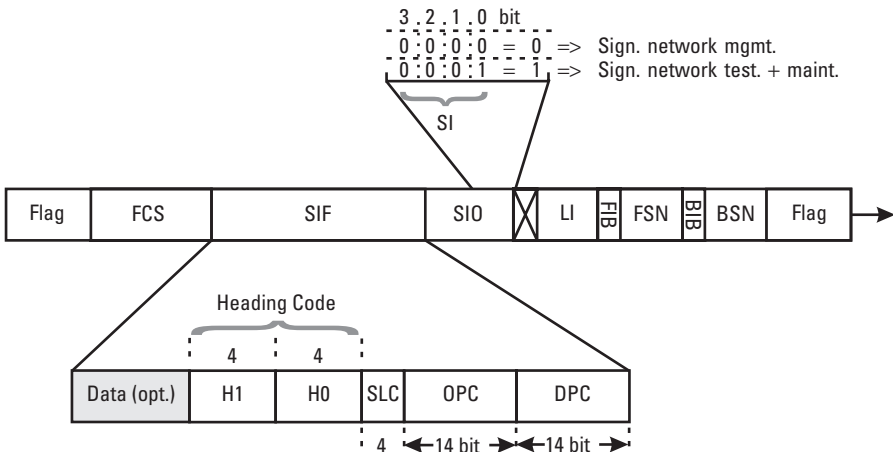 3 . 2 . 1 . 0 bit
0 0 0 0 = 0 => Sign. network mgmt.
0 0 0 1 = 1 => Sign. network test. + maint.
SI
Flag FCS SIF SIO LI FIB FSN BIB BSN Flag
Heading Code
4 4
Data (opt.) H1 H0 SLC OPC DPC
4 14 bit 14 bit